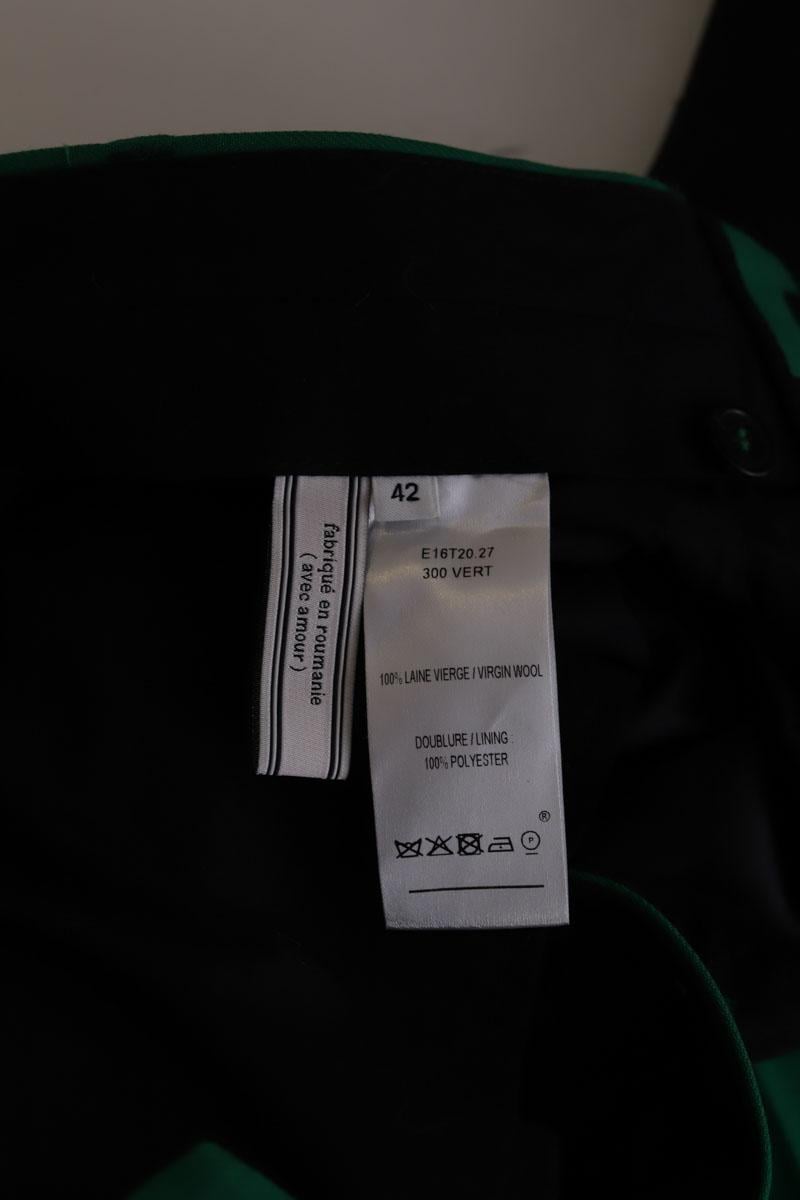 fabriqué en roumanie
(avec amour)
42
E16T20.27
300 VERT
100% LAINE VIERGE / VIRGIN WOOL
DOUBLURE / LINING :
100% POLYESTER
®
P